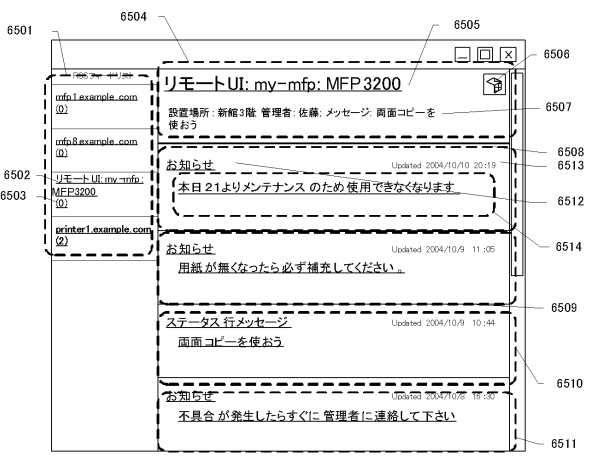 6501
6504
6505
6506
6507
6508
6513
6512
6514
6509
6510
6511
6502
6503
RSSフィードリスト
mfp1.example.com
(0)
mfp8.example.com
(0)
リモートUI: my-mfp:
MFP3200
(0)
printer1.example.com
(2)
リモートUI: my-mfp: MFP3200
設置場所: 新館3階 管理者: 佐藤; メッセージ: 両面コピーを
使おう
お知らせ
Updated 2004/10/10 20:19
本日21よりメンテナンスのため使用できなくなります
お知らせ
Updated 2004/10/9 11:05
用紙が無くなったら必ず補充してください。
ステータス行メッセージ
Updated 2004/10/9 10:44
両面コピーを使おう
お知らせ
Updated 2004/10/8 16:30
不具合が発生したらすぐに管理者に連絡して下さい